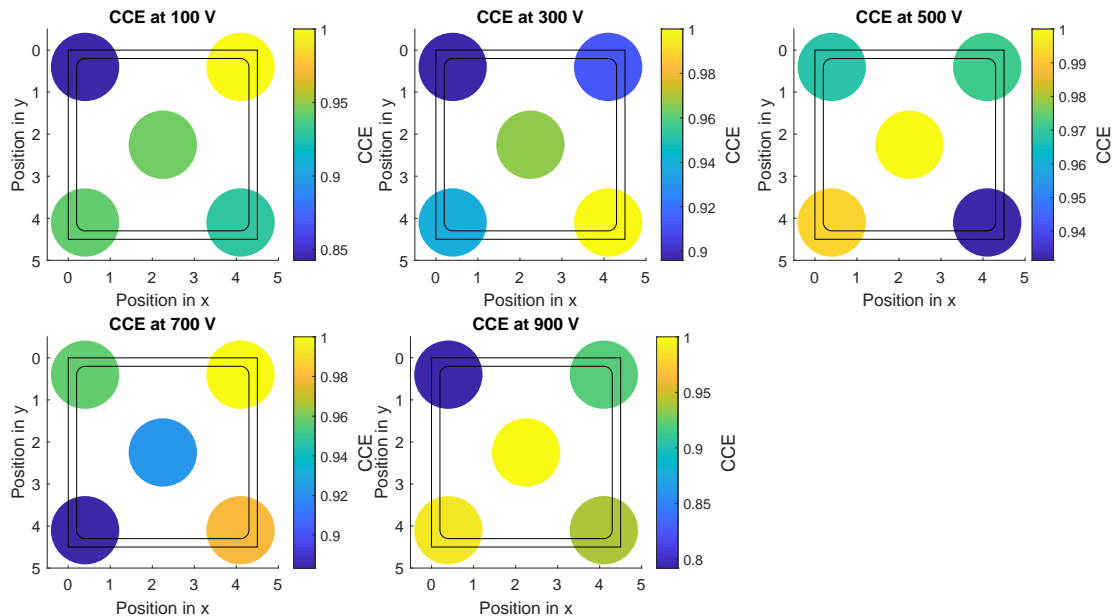 CCE at 100 V
0
1
2
3
4
5
Position in y
0 1 2 3 4 5
Position in x
1
0.95
0.9
0.85
CCE
CCE at 300 V
0
1
2
3
4
5
Position in y
0 1 2 3 4 5
Position in x
1
0.98
0.96
0.94
0.92
0.9
CCE
CCE at 500 V
0
1
2
3
4
5
Position in y
0 1 2 3 4 5
Position in x
0.99
0.98
0.97
0.96
0.95
0.94
CCE
CCE at 700 V
0
1
2
3
4
5
Position in y
0 1 2 3 4 5
Position in x
1
0.98
0.96
0.94
0.92
0.9
CCE
CCE at 900 V
0
1
2
3
4
5
Position in y
0 1 2 3 4 5
Position in x
1
0.95
0.9
0.85
0.8
CCE